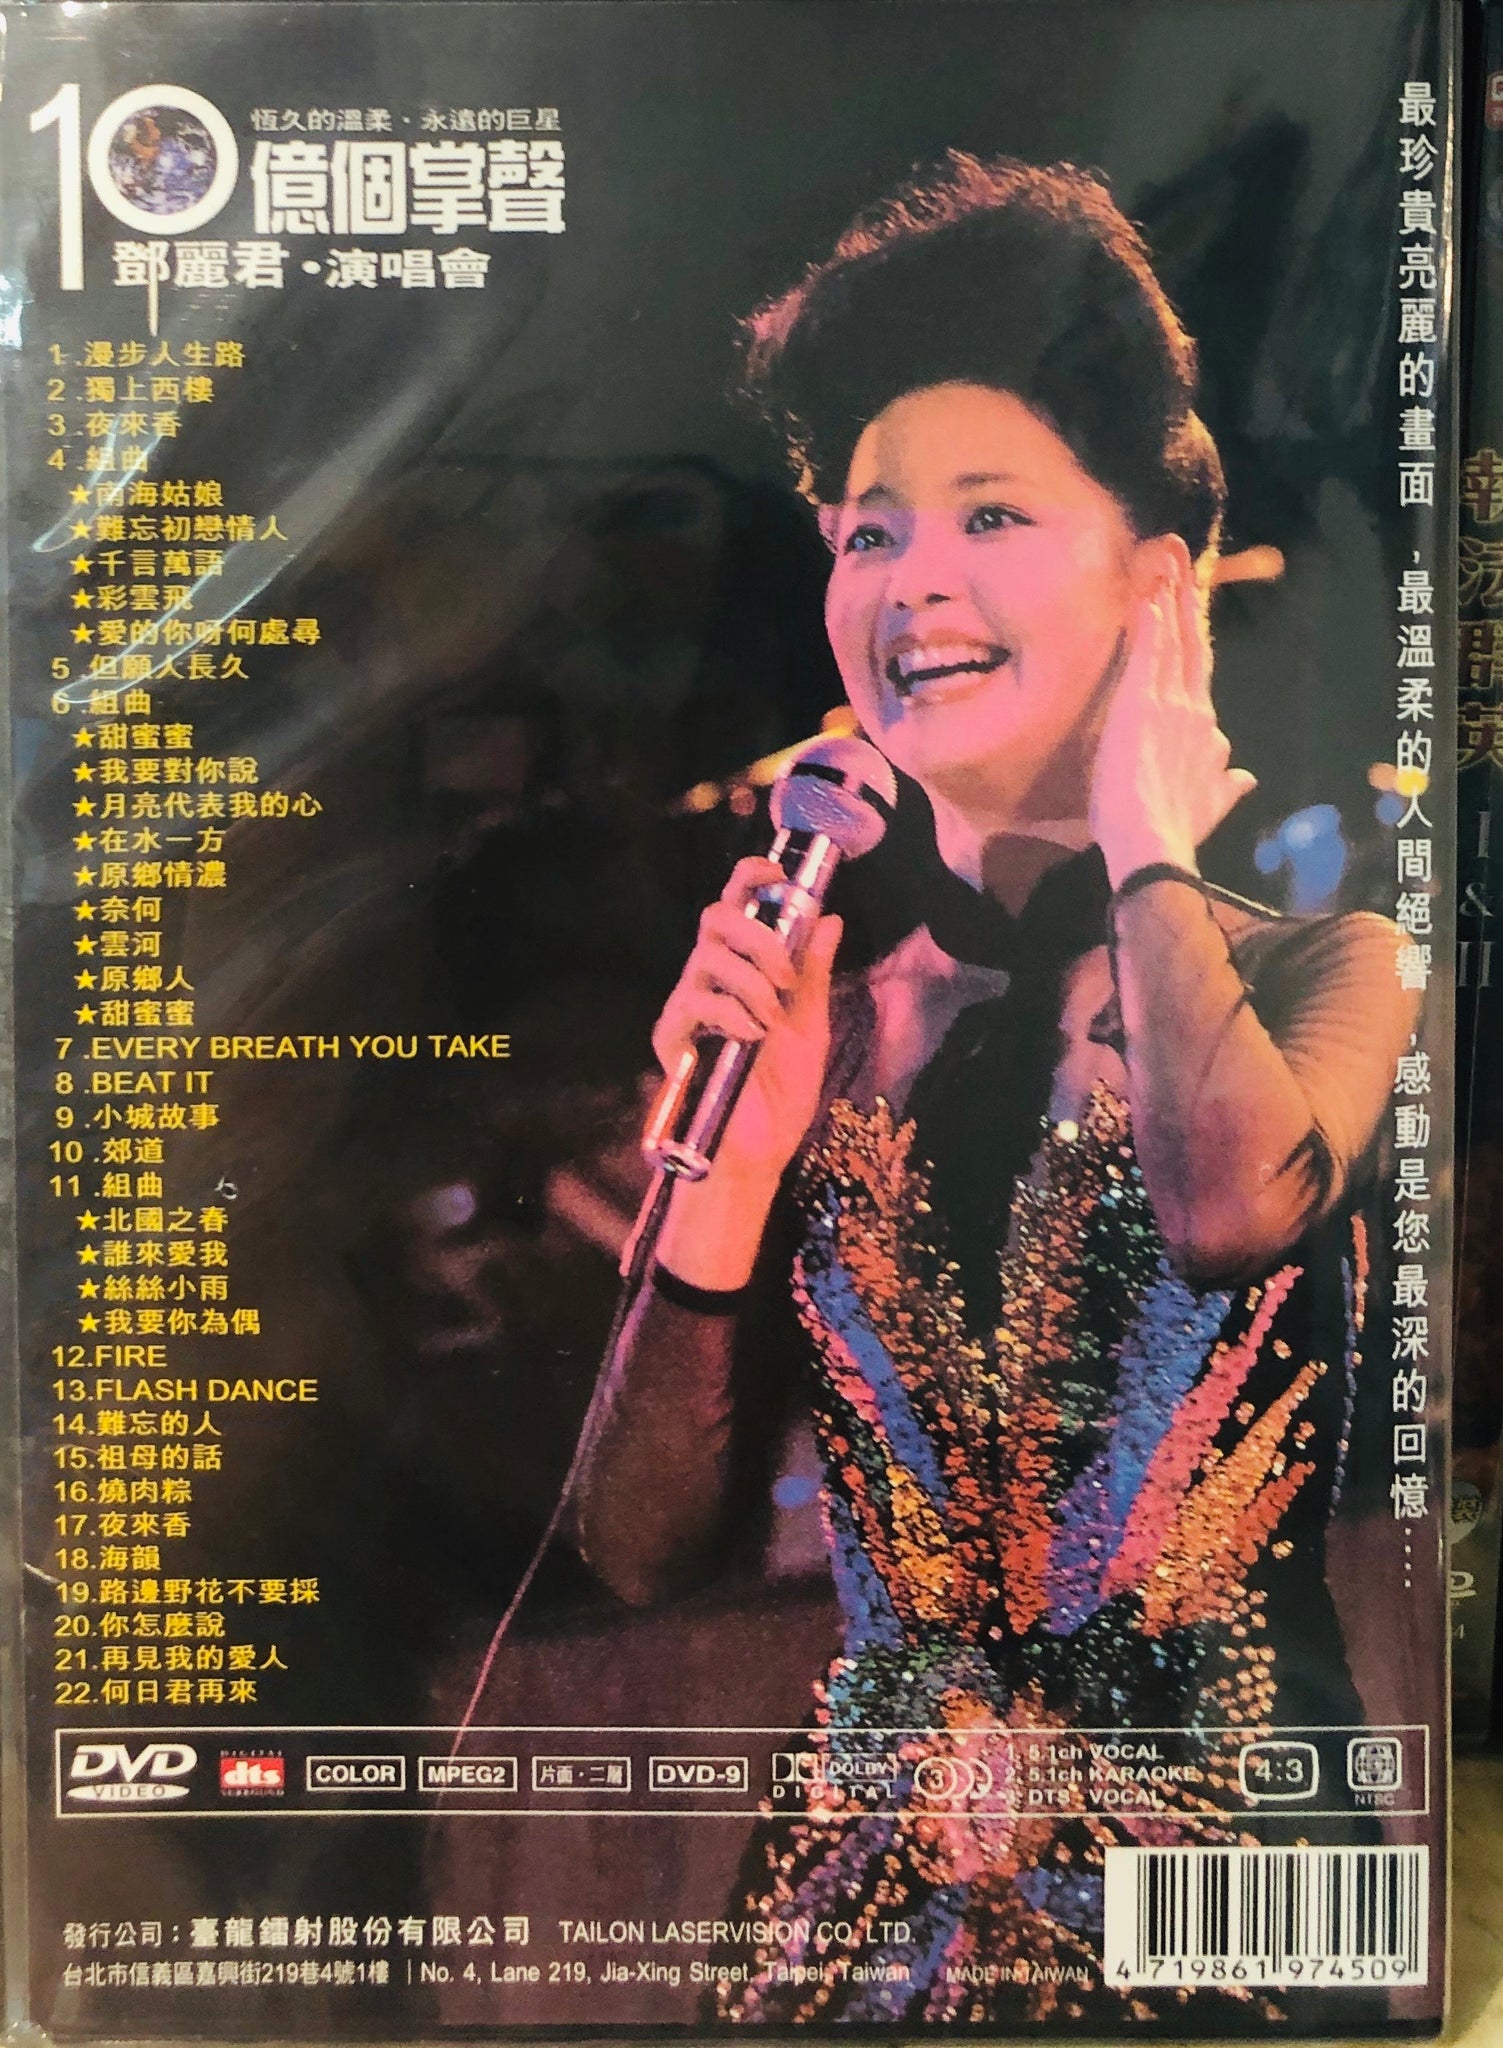 恆久的溫柔、永遠的巨星
10億個掌聲
鄧麗君•演唱會
1 .漫步人生路
2 .獨上西樓
3 .夜來香
4 .組曲
★南海姑娘
★難忘初戀情人
★千言萬語
★彩雲飛
★愛的你呀何處尋
5 .但願人長久
6 .組曲
★甜蜜蜜
★我要對你說
★月亮代表我的心
★在水一方
★原鄉情濃
★奈何
★雲河
★原鄉人
★甜蜜蜜
7 .EVERY BREATH YOU TAKE
8 .BEAT IT
9 .小城故事
10 .郊道
11 .組曲
★北國之春
★誰來愛我
★絲絲小雨
★我要你為偶
12.FIRE
13.FLASH DANCE
14.難忘的人
15.祖母的話
16.燒肉粽
17.夜來香
18.海韻
19.路邊野花不要採
20.你怎麼說
21.再見我的愛人
22.何日君再來
最珍貴亮麗的畫面,最溫柔的人間絕響,感動是您最深的回憶....
DVD VIDEO
dts
COLOR
MPEG2
片面·二層
DVD-9
DOLBY DIGITAL
3
1. 5.1ch VOCAL
2. 5.1ch KARAOKE
3. DTS VOCAL
4:3
NTSC
發行公司:臺龍鐳射股份有限公司 TAILON LASERVISION CO., LTD.
台北市信義區嘉興街219巷4號1樓 | No. 4, Lane 219, Jia-Xing Street, Taipei, Taiwan MADE IN TAIWAN
4 719861 974509
I
&
II